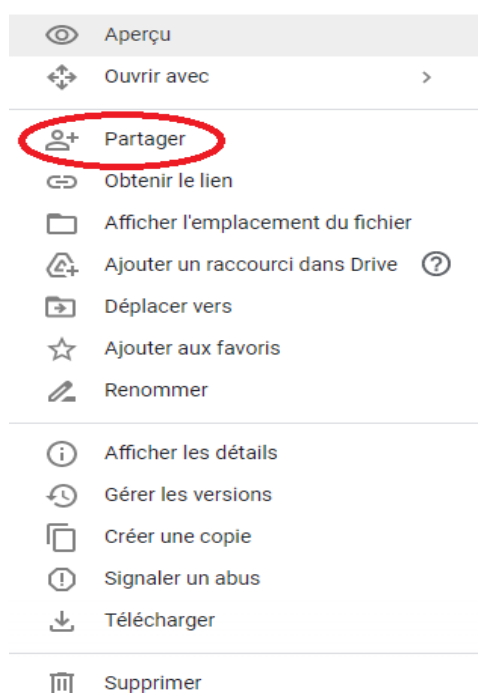 Aperçu
Ouvrir avec
Partager
Obtenir le lien
Afficher l'emplacement du fichier
Ajouter un raccourci dans Drive
Déplacer vers
Ajouter aux favoris
Renommer
Afficher les détails
Gérer les versions
Créer une copie
Signaler un abus
Télécharger
Supprimer